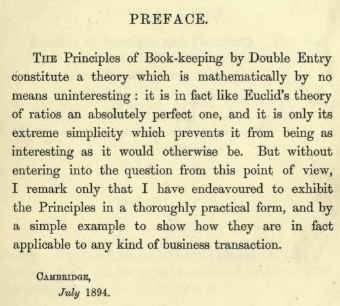 PREFACE.
THE Principles of Book-keeping by Double Entry
constitute a theory which is mathematically by no
means uninteresting : it is in fact like Euclid's theory
of ratios an absolutely perfect one, and it is only its
extreme simplicity which prevents it from being as
interesting as it would otherwise be. But without
entering into the question from this point of view,
I remark only that I have endeavoured to exhibit
the Principles in a thoroughly practical form, and by
a simple example to show how they are in fact
applicable to any kind of business transaction.
CAMBRIDGE,
July 1894.